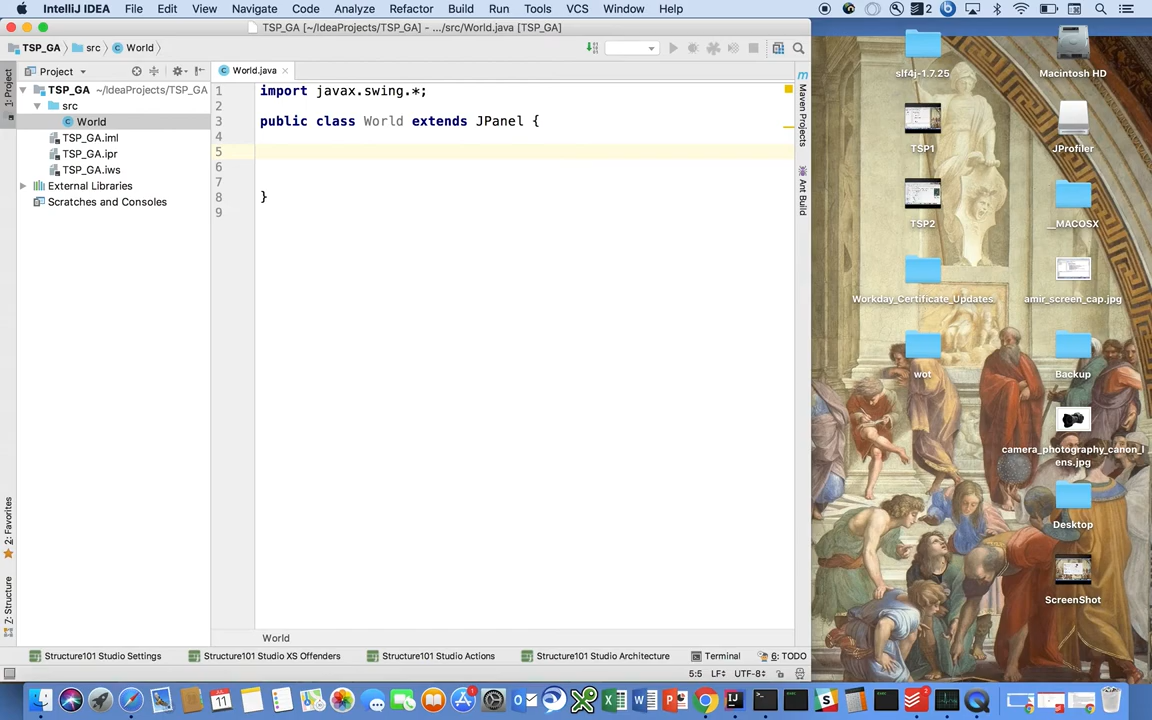 IntelliJ IDEA File Edit View Navigate Code Analyze Refactor Build Run Tools VCS Window Help 2
TSP_GA [~/IdeaProjects/TSP_GA] - .../src/World.java [TSP_GA]
TSP_GA src World
Project
World.java
1: Project
TSP_GA ~/IdeaProjects/TSP_GA
src
World
TSP_GA.iml
TSP_GA.ipr
TSP_GA.iws
External Libraries
Scratches and Consoles
2: Favorites
Z: Structure
1 import javax.swing.*;
2
3 public class World extends JPanel {
4
5
6
7
8 }
9
Maven Projects
Ant Build
World
Structure101 Studio Settings Structure101 Studio XS Offenders Structure101 Studio Actions Structure101 Studio Architecture Terminal 6: TODO
5:5 LF UTF-8
slf4j-1.7.25
Macintosh HD
TSP1
JProfiler
TSP2
__MACOSX
Workday_Certificate_Updates
amir_screen_cap.jpg
wot
Backup
camera_photography_canon_l
ens.jpg
Desktop
ScreenShot